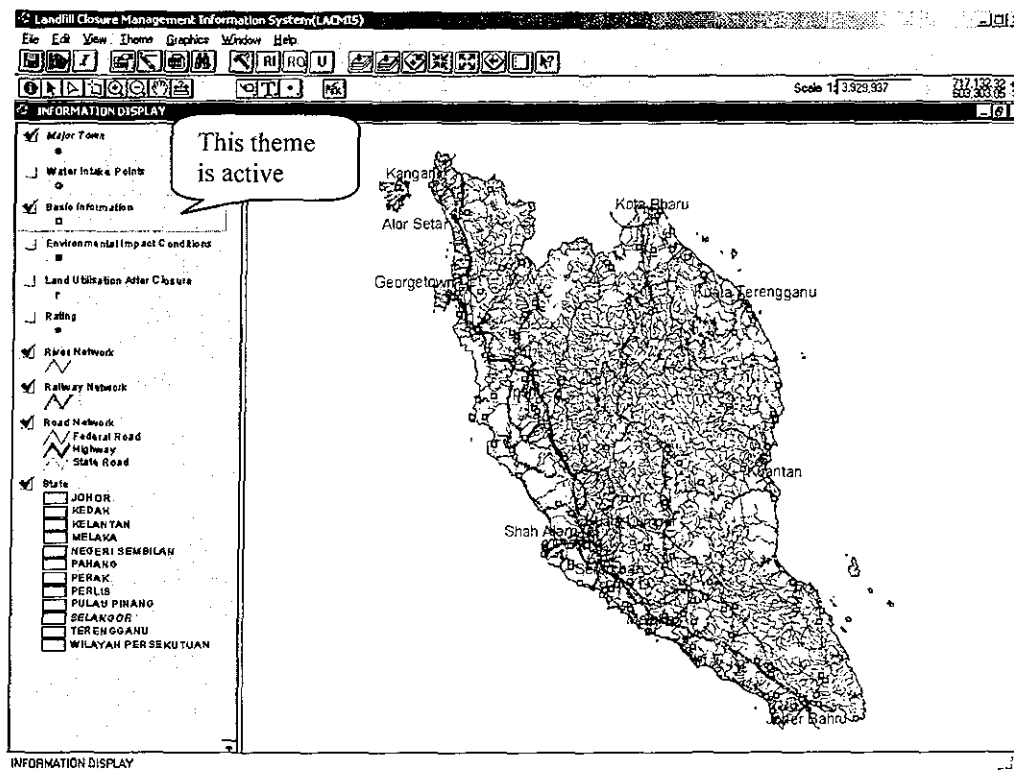 Landfill Closure Management Information System(LACMIS)
File Edit View Theme Graphics Window Help
RI RO U
Scale 1: 3,929,937
INFORMATION DISPLAY
Major Town
Water Intake Points
Basic Information
Environmental Impact Conditions
Land Utilisation After Closure
Rating
River Network
Railway Network
Road Network
Federal Road
Highway
State Road
State
JOHOR
KEDAH
KELANTAN
MELAKA
NEGERI SEMBILAN
PAHANG
PERAK
PERLIS
PULAU PINANG
SELANGOR
TERENGGANU
WILAYAH PERSEKUTUAN
This theme
is active
Kangar
Alor Setar
Kota Bharu
Georgetown
Kuala Terengganu
Kuantan
Shah Alam
Johor Bahru
INFORMATION DISPLAY